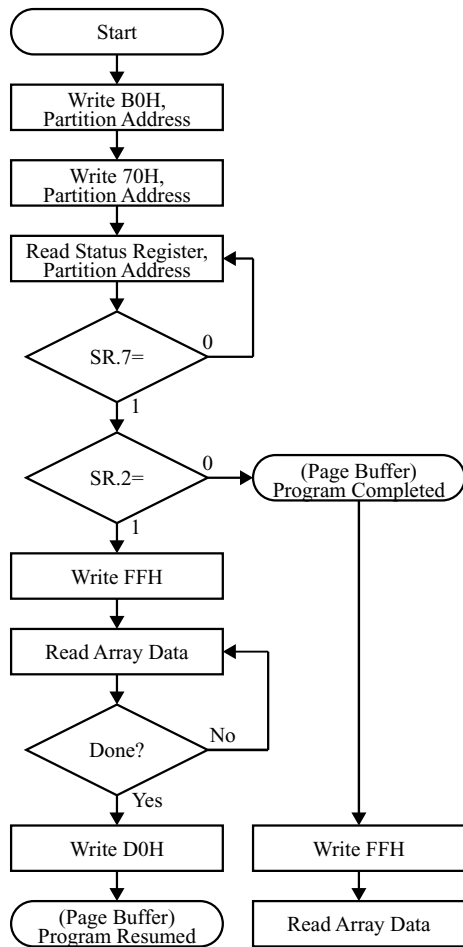 Start
Write B0H,
Partition Address
Write 70H,
Partition Address
Read Status Register,
Partition Address
SR.7=
0
1
SR.2=
0
(Page Buffer)
Program Completed
1
Write FFH
Read Array Data
Done?
No
Yes
Write D0H
Write FFH
(Page Buffer)
Program Resumed
Read Array Data